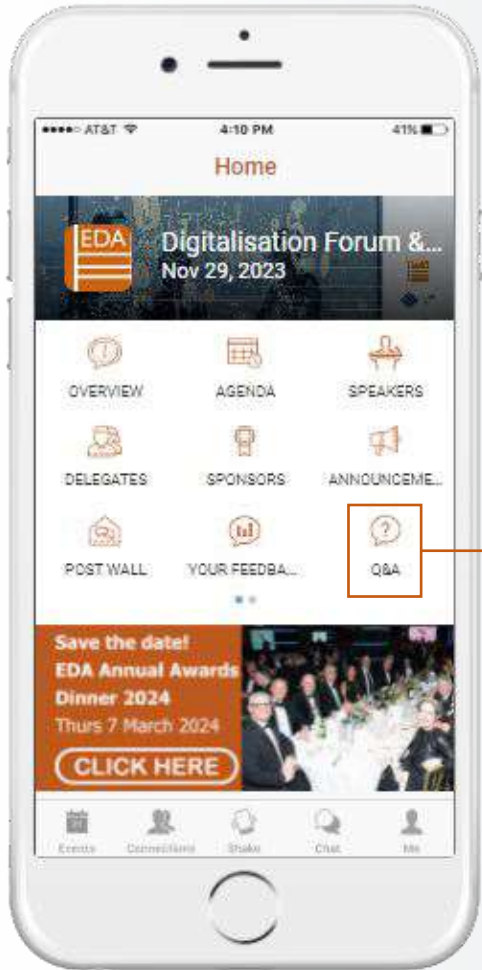 AT&T 4:10 PM 41%
Home
EDA
Digitalisation Forum &...
Nov 29, 2023
OVERVIEW AGENDA SPEAKERS
DELEGATES SPONSORS ANNOUNCEME...
POST WALL YOUR FEEDBA... Q&A
Save the date!
EDA Annual Awards
Dinner 2024
Thurs 7 March 2024
CLICK HERE
Events Connections Shake Chat Me